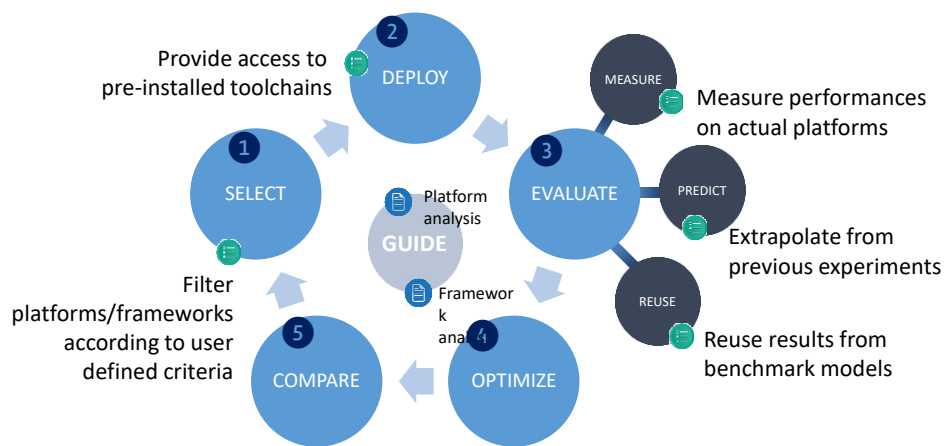 2
Provide access to
pre-installed toolchains
DEPLOY
MEASURE
Measure performances
on actual platforms
1
SELECT
3
EVALUATE
PREDICT
Extrapolate from
previous experiments
Platform
analysis
GUIDE
Filter
platforms/frameworks
according to user
defined criteria
Framewor
k
REUSE
Reuse results from
benchmark models
5
COMPARE
4
OPTIMIZE